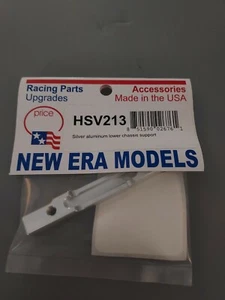 Racing Parts
Upgrades
Accessories
Made in the USA
price
HSV213
Silver aluminum lower chassis support
NEW ERA MODELS